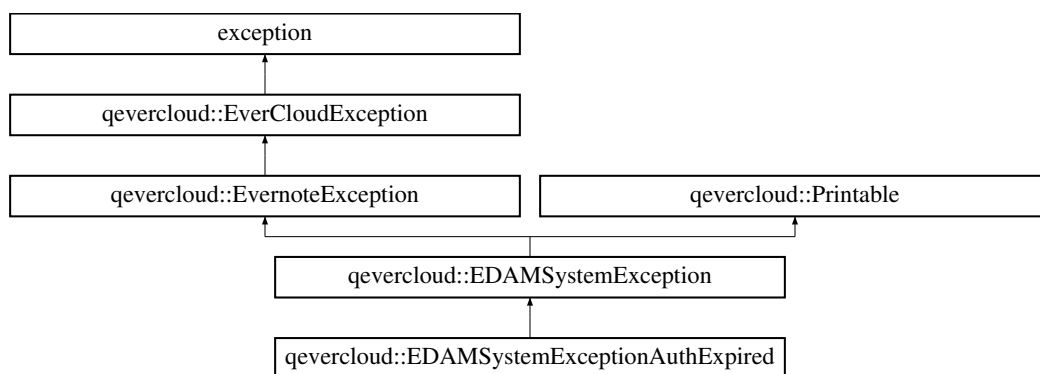 exception
qevercloud::EverCloudException
qevercloud::EvernoteException
qevercloud::Printable
qevercloud::EDAMSystemException
qevercloud::EDAMSystemExceptionAuthExpired